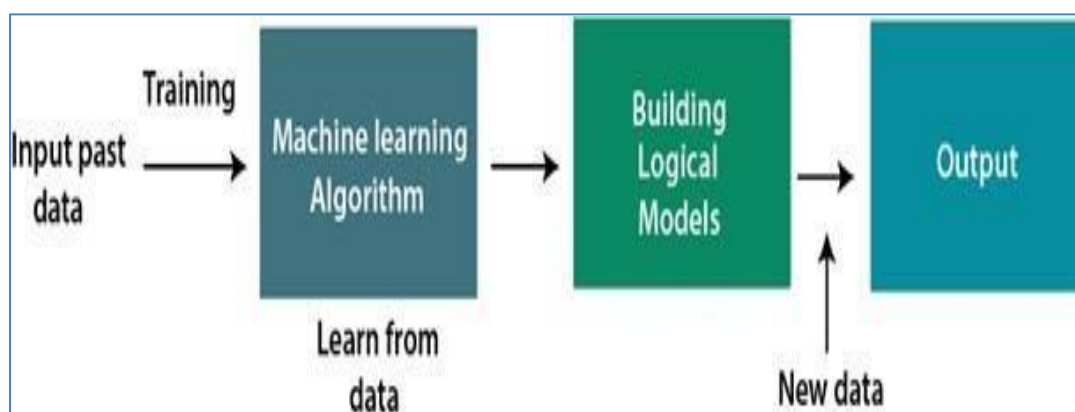 Training
Input past
data
Machine learning
Algorithm
Learn from
data
Building
Logical
Models
New data
Output